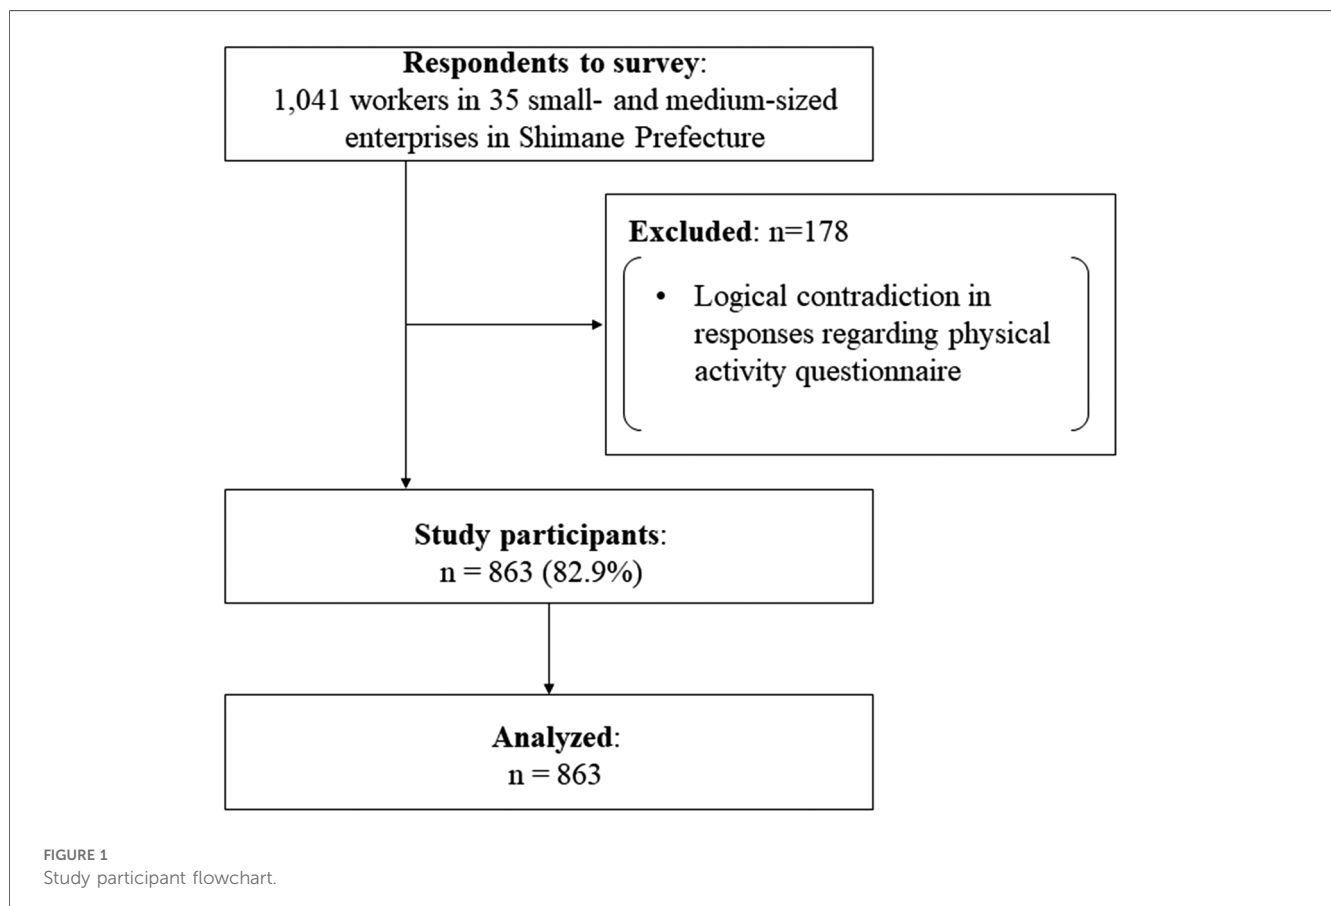 Respondents to survey:
1,041 workers in 35 small- and medium-sized
enterprises in Shimane Prefecture
Excluded: n=178
• Logical contradiction in
responses regarding physical
activity questionnaire
Study participants:
n = 863 (82.9%)
Analyzed:
n = 863
FIGURE 1
Study participant flowchart.